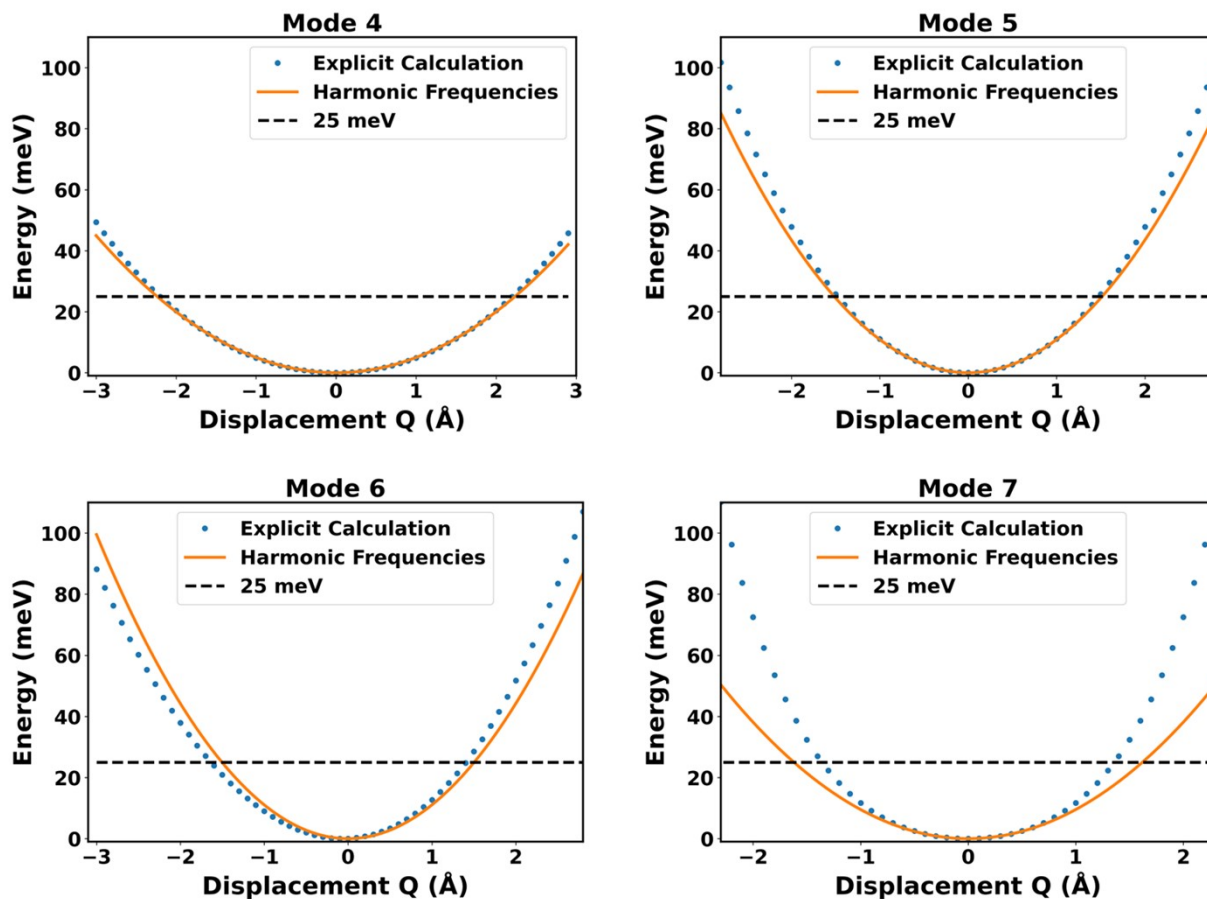 Mode 4
Explicit Calculation
Harmonic Frequencies
25 meV
Energy (meV)
100
80
60
40
20
0
−3 −2 −1 0 1 2 3
Displacement Q (Å)
Mode 5
Explicit Calculation
Harmonic Frequencies
25 meV
Energy (meV)
100
80
60
40
20
0
−2 −1 0 1 2
Displacement Q (Å)
Mode 6
Explicit Calculation
Harmonic Frequencies
25 meV
Energy (meV)
100
80
60
40
20
0
−3 −2 −1 0 1 2
Displacement Q (Å)
Mode 7
Explicit Calculation
Harmonic Frequencies
25 meV
Energy (meV)
100
80
60
40
20
0
−2 −1 0 1 2
Displacement Q (Å)